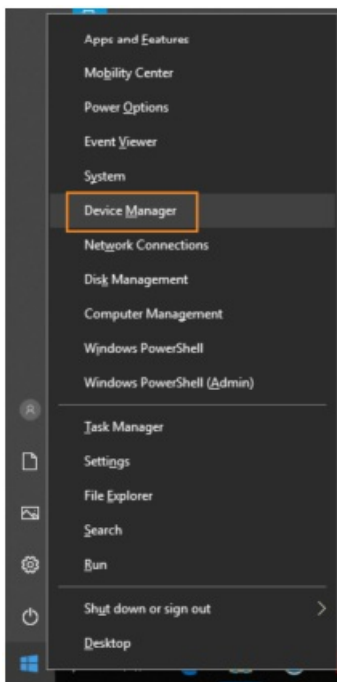 Apps and Features
Mobility Center
Power Options
Event Viewer
System
Device Manager
Network Connections
Disk Management
Computer Management
Windows PowerShell
Windows PowerShell (Admin)
Task Manager
Settings
File Explorer
Search
Run
Shut down or sign out
Desktop